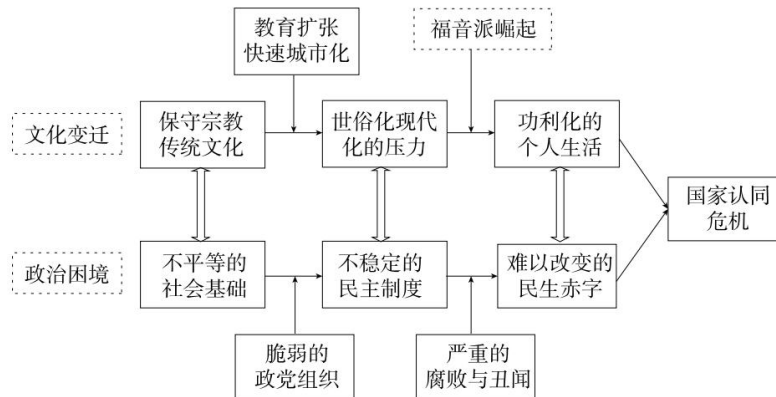 教育扩张
快速城市化
福音派崛起
文化变迁
保守宗教
传统文化
世俗化现代
化的压力
功利化的
个人生活
国家认同
危机
政治困境
不平等的
社会基础
不稳定的
民主制度
难以改变的
民生赤字
脆弱的
政党组织
严重的
腐败与丑闻